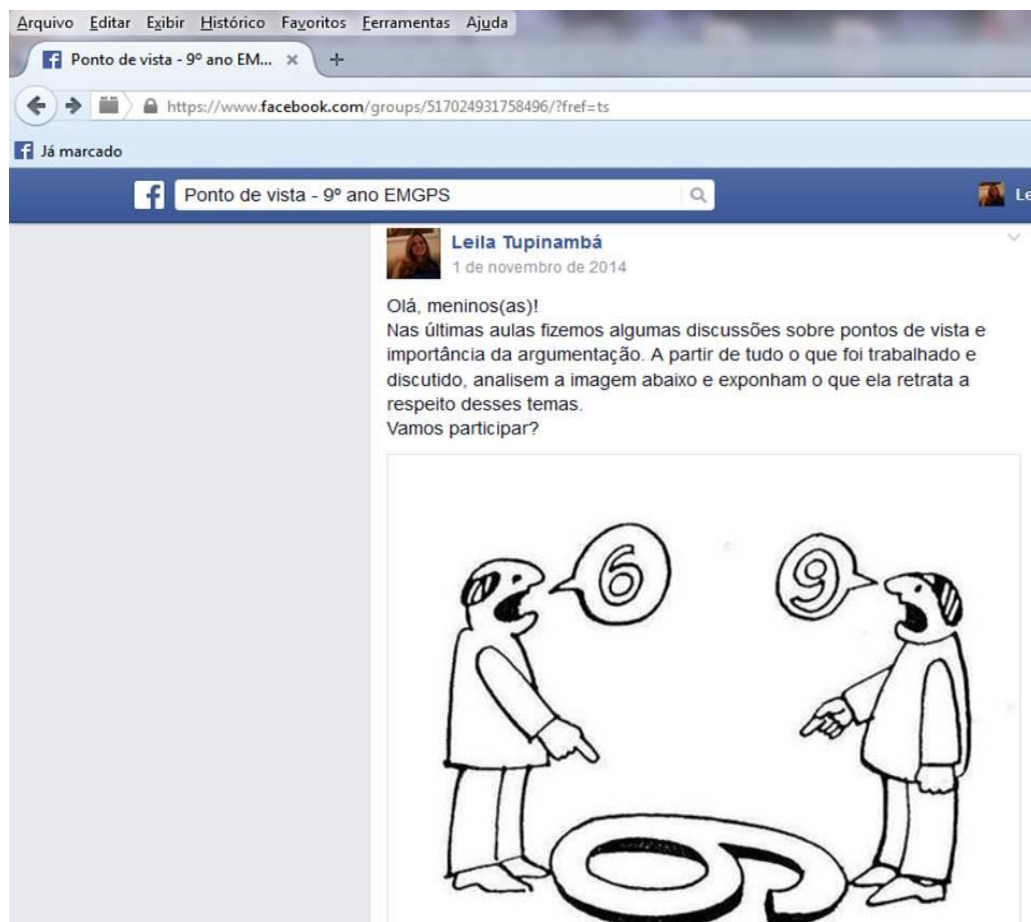 Arquivo Editar Exibir Histórico Favoritos Ferramentas Ajuda
Ponto de vista - 9º ano EM... × +
https://www.facebook.com/groups/517024931758496/?fref=ts
Já marcado
Ponto de vista - 9º ano EMGPS
Le
Leila Tupinambá
1 de novembro de 2014
Olá, meninos(as)!
Nas últimas aulas fizemos algumas discussões sobre pontos de vista e
importância da argumentação. A partir de tudo o que foi trabalhado e
discutido, analisem a imagem abaixo e exponham o que ela retrata a
respeito desses temas.
Vamos participar?
6 9